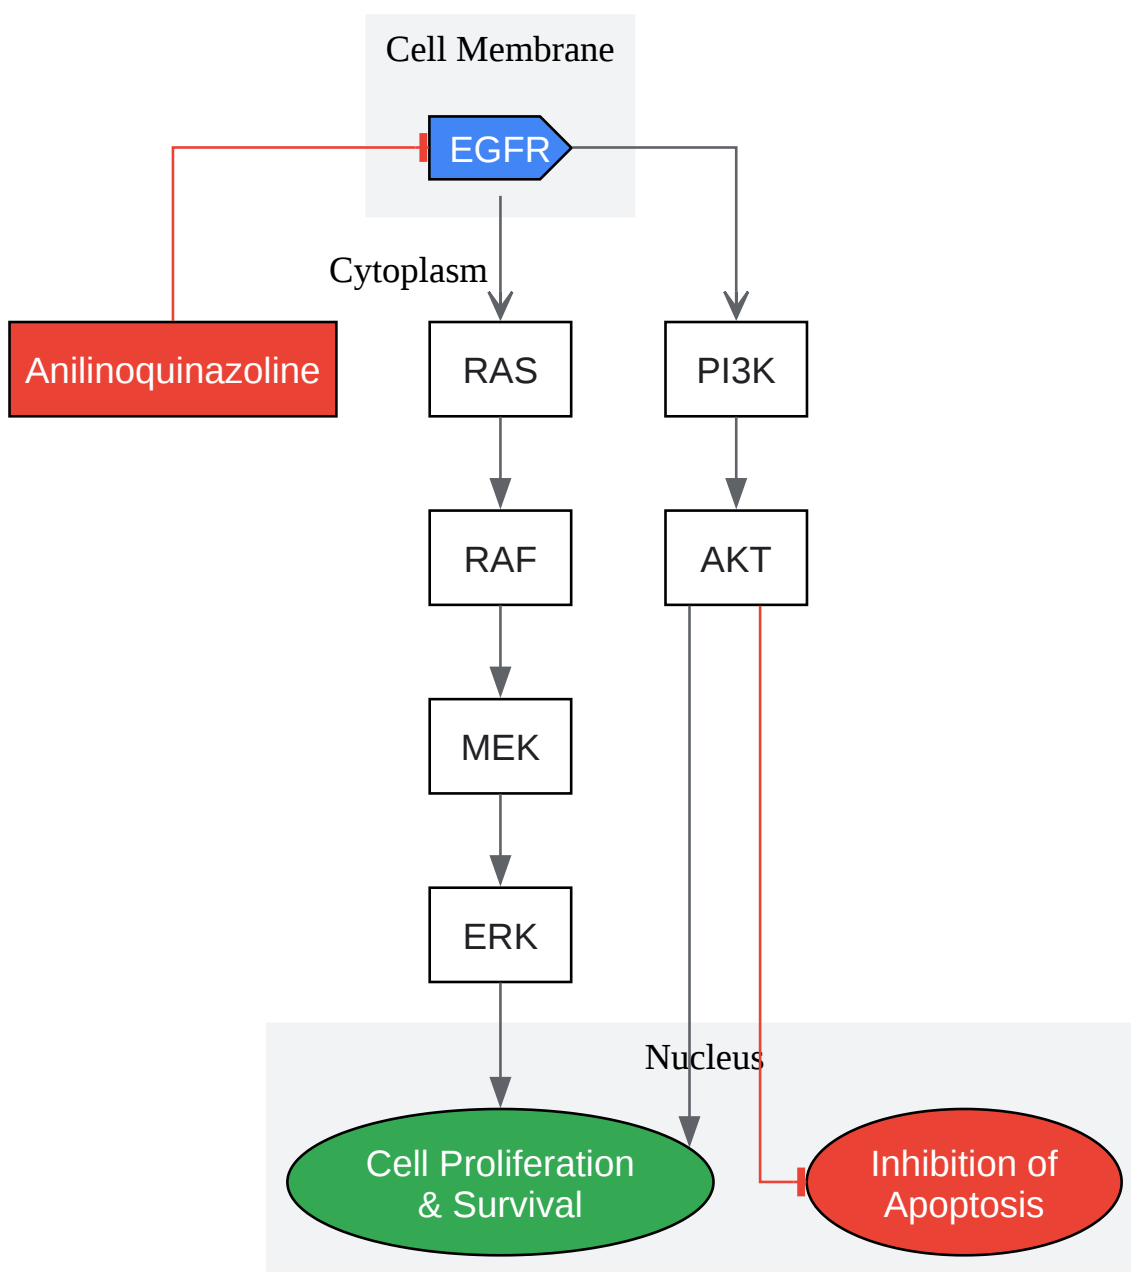 Cell Membrane
EGFR
Cytoplasm
Anilinoquinazoline
RAS
PI3K
RAF
AKT
MEK
ERK
Nucleus
Cell Proliferation
& Survival
Inhibition of
Apoptosis